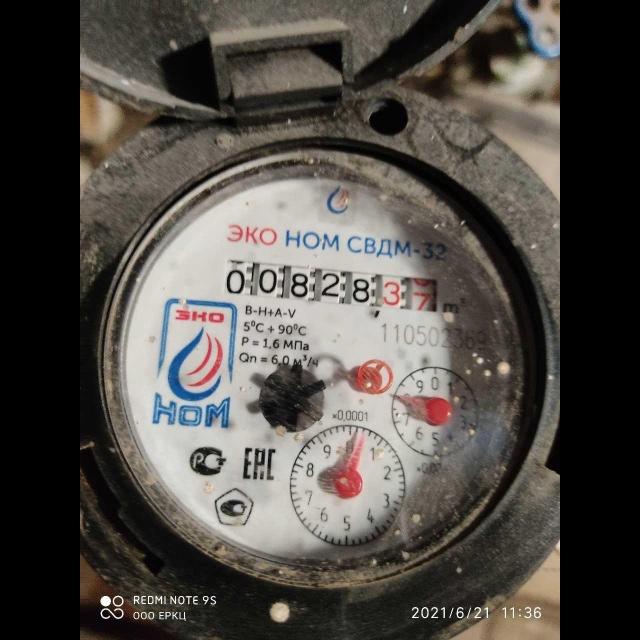 ЭКО НОМ СВДМ-32
0082837 m³
ЭКО
НОМ
B-H+A-V
5°C + 90°C
P = 1,6 МПа
Qn = 6,0 м³/ч
×0,0001
9 0 1
6 5
9 1
8 2
7 3
6 5 4
ЕАС
REDMI NOTE 9S
ООО ЕРКЦ
2021/6/21 11:36